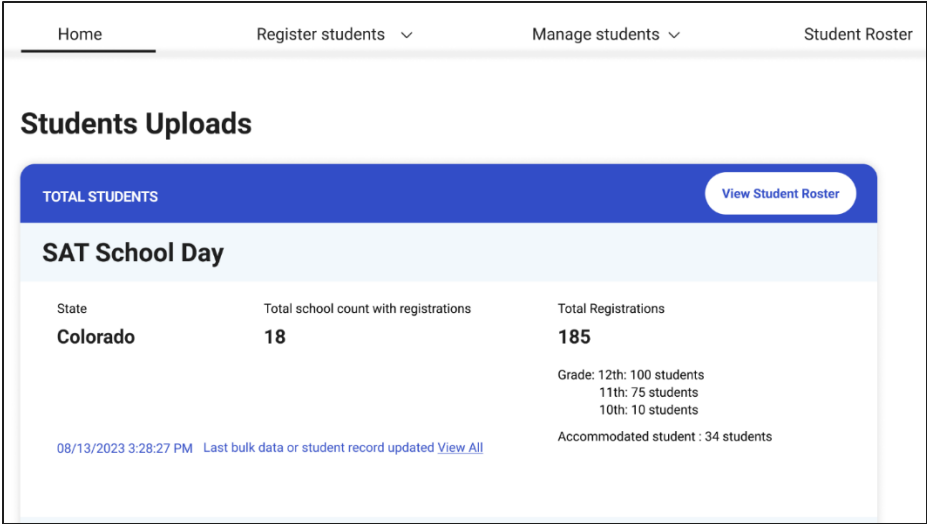 Home Register students Manage students Student Roster
Students Uploads
TOTAL STUDENTS View Student Roster
SAT School Day
State Total school count with registrations Total Registrations
Colorado 18 185
Grade: 12th: 100 students
11th: 75 students
10th: 10 students
Accommodated student : 34 students
08/13/2023 3:28:27 PM Last bulk data or student record updated View All